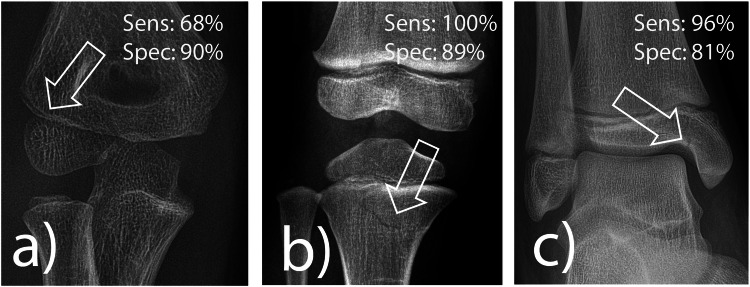 Sens: 68%
Spec: 90%
a)
Sens: 100%
Spec: 89%
b)
Sens: 96%
Spec: 81%
c)